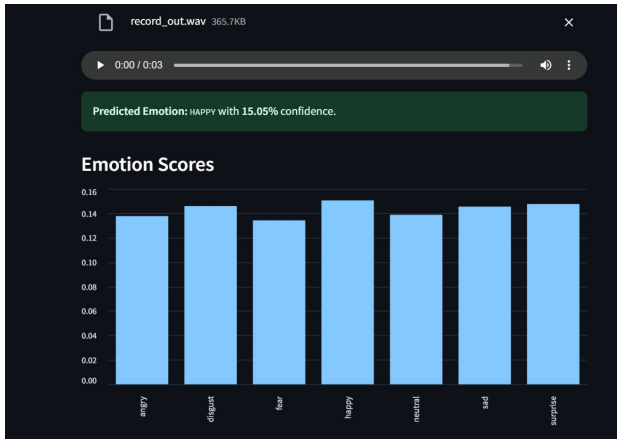 record_out.wav 365.7KB
0:00 / 0:03
Predicted Emotion: HAPPY with 15.05% confidence.
Emotion Scores
0.16
0.14
0.12
0.10
0.08
0.06
0.04
0.02
0.00
angry
disgust
fear
happy
neutral
sad
surprise